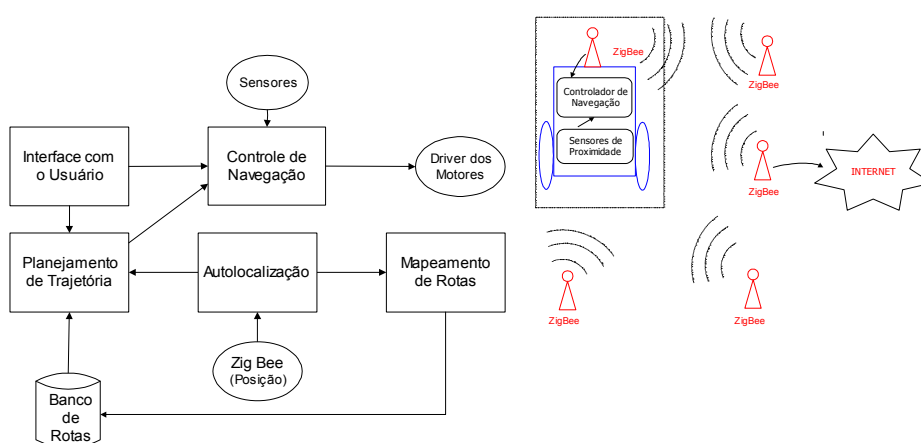 Sensores
Interface com
o Usuário
Controle de
Navegação
Driver dos
Motores
Planejamento
de Trajetória
Autolocalização
Mapeamento
de Rotas
Zig Bee
(Posição)
Banco
de
Rotas
ZigBee
Controlador de
Navegação
Sensores de
Proximidade
ZigBee
ZigBee
INTERNET
ZigBee
ZigBee